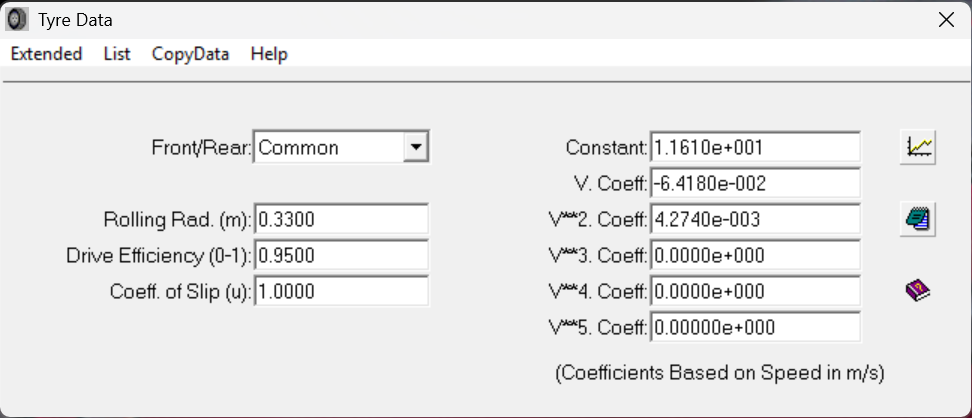 Tyre Data
Extended List CopyData Help
Front/Rear: Common
Rolling Rad. (m): 0.3300
Drive Efficiency (0-1): 0.9500
Coeff. of Slip (u): 1.0000
Constant: 1.1610e+001
V. Coeff: -6.4180e-002
V**2. Coeff: 4.2740e-003
V**3. Coeff: 0.0000e+000
V**4. Coeff: 0.0000e+000
V**5. Coeff: 0.00000e+000
(Coefficients Based on Speed in m/s)